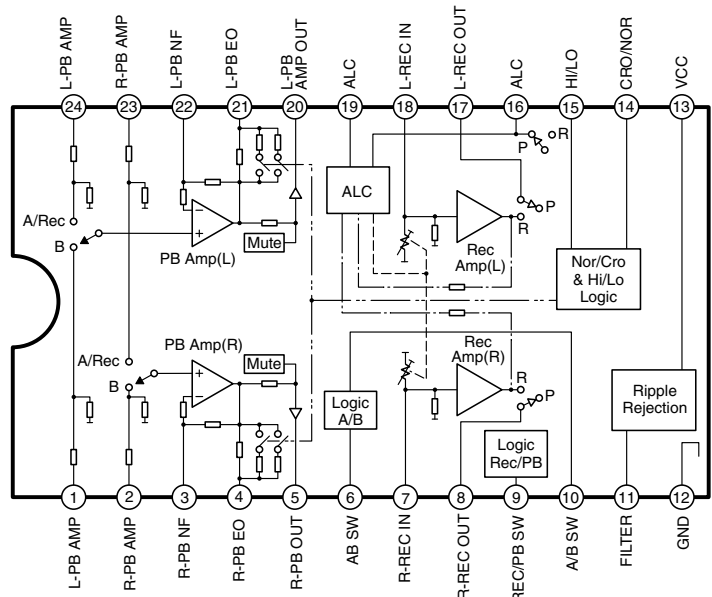 L-PB AMP
R-PB AMP
L-PB NF
L-PB EO
L-PB
AMP OUT
ALC
L-REC IN
L-REC OUT
ALC
HI/LO
CRO/NOR
VCC
24
23
22
21
20
19
18
17
16
15
14
13
P
R
ALC
A/Rec
B
Mute
PB Amp(L)
P
R
Rec
Amp(L)
Nor/Cro
& Hi/Lo
Logic
A/Rec
B
PB Amp(R)
Mute
Rec
Amp(R)
R
P
Logic
A/B
Logic
Rec/PB
Ripple
Rejection
1
2
3
4
5
6
7
8
9
10
11
12
L-PB AMP
R-PB AMP
R-PB NF
R-PB EO
R-PB OUT
AB SW
R-REC IN
R-REC OUT
REC/PB SW
A/B SW
FILTER
GND